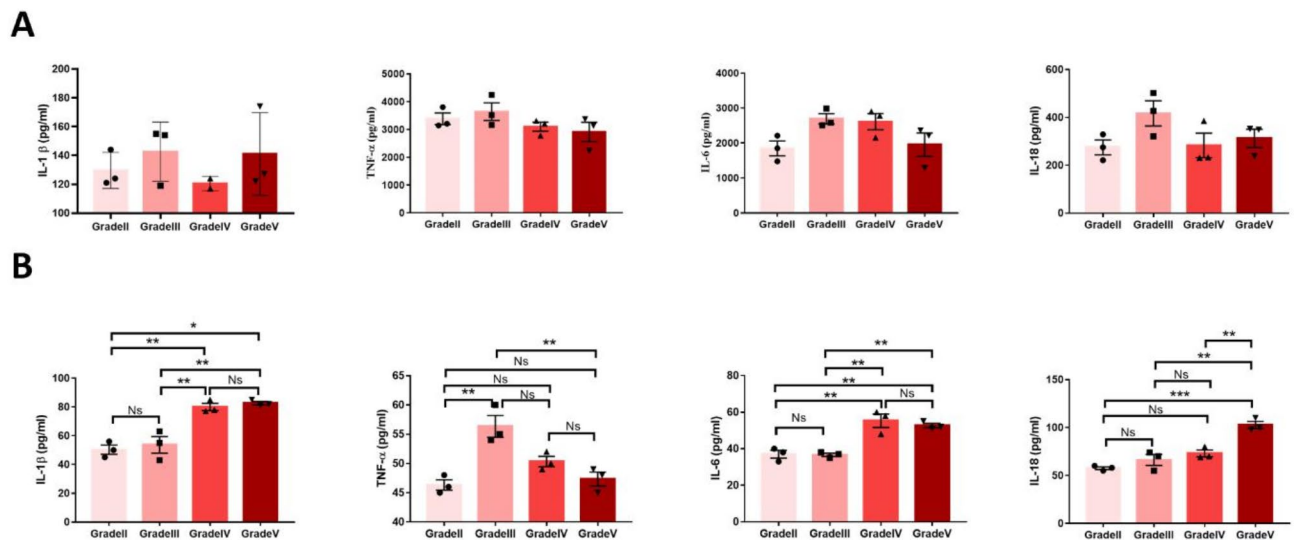 A
IL-1 β (pg/ml)
200
180
160
140
120
100
GradeII GradeIII GradeIV GradeV
TNF-α (pg/ml)
5000
4000
3000
2000
1000
0
GradeII GradeIII GradeIV GradeV
IL-6 (pg/ml)
4000
3000
2000
1000
0
GradeII GradeIII GradeIV GradeV
IL-18 (pg/ml)
600
400
200
0
GradeII GradeIII GradeIV GradeV
B
*
**
**
** Ns
Ns
IL-1β (pg/ml)
100
80
60
40
20
0
GradeII GradeIII GradeIV GradeV
**
Ns
Ns
** Ns
Ns
TNF-α (pg/ml)
65
60
55
50
45
40
GradeII GradeIII GradeIV GradeV
**
**
**
**
Ns Ns
IL-6 (pg/ml)
80
60
40
20
0
GradeII GradeIII GradeIV GradeV
**
**
Ns
***
Ns
Ns
IL-18 (pg/ml)
150
100
50
0
GradeII GradeIII GradeIV GradeV